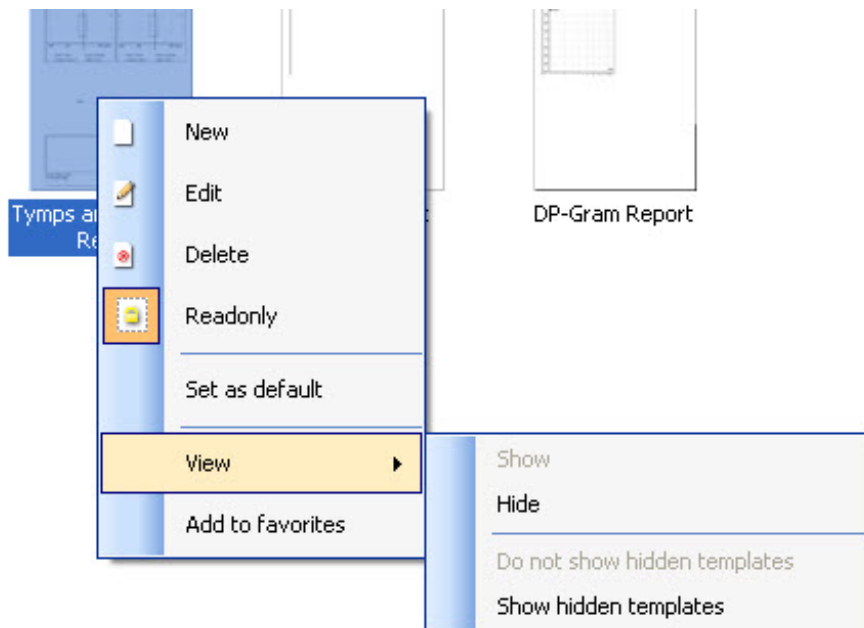 New
Edit
Tymps a
DP-Gram Report
Re
Delete
Readonly
Set as default
View
Show
Hide
Add to favorites
Do not show hidden templates
Show hidden templates